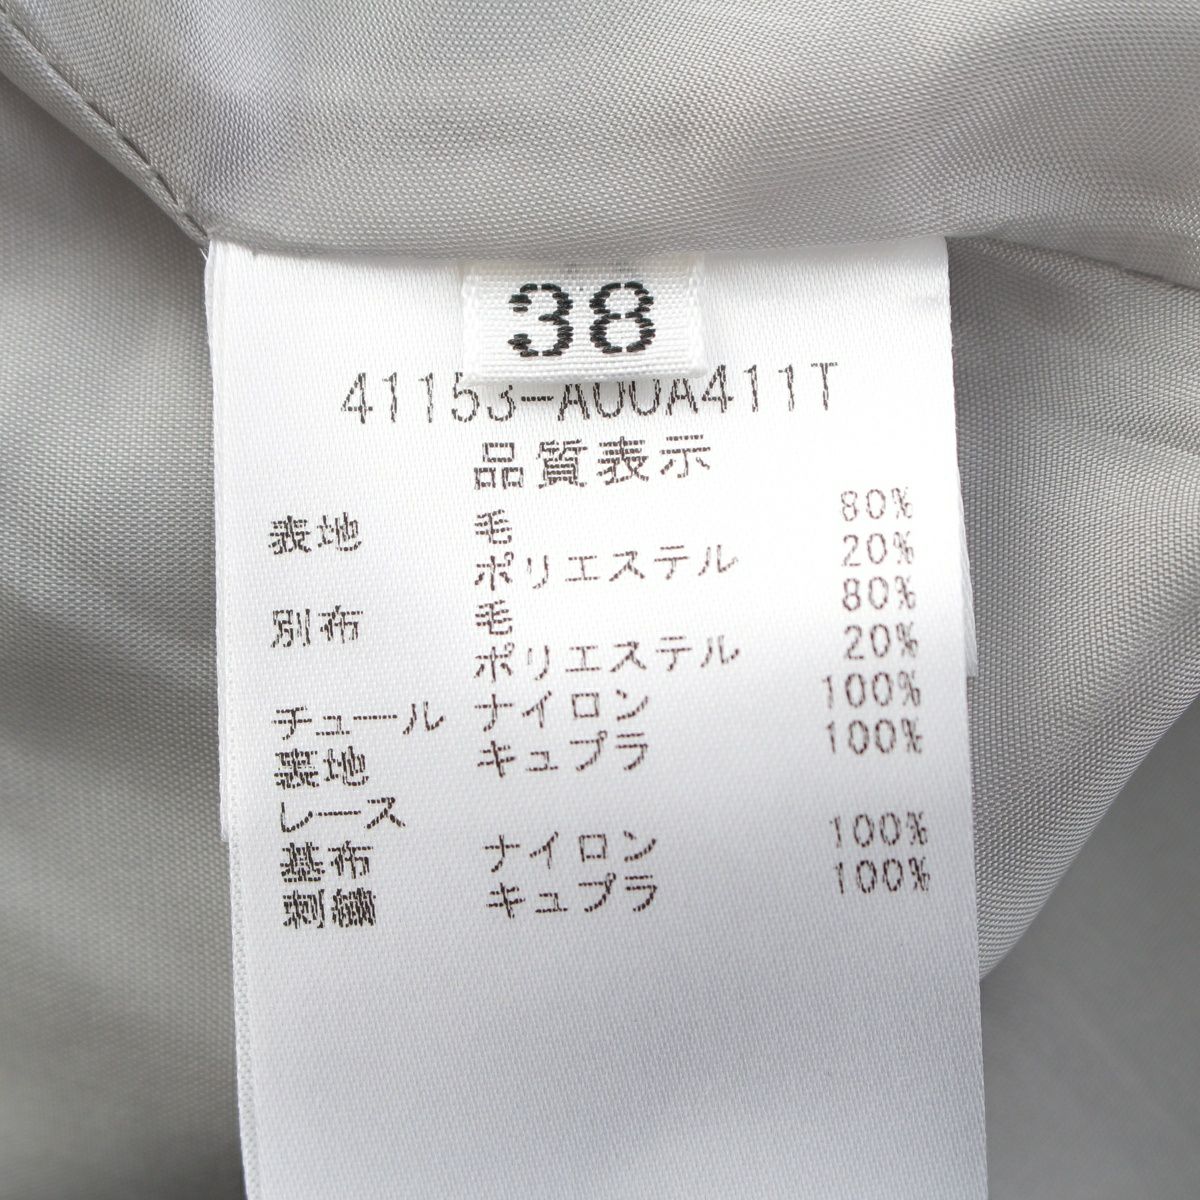 38
41153-A00A411T
品質表示
表地 毛 80%
ポリエステル 20%
別布 毛 80%
ポリエステル 20%
チュール ナイロン 100%
裏地 キュプラ 100%
レース
基布 ナイロン 100%
刺繍 キュプラ 100%